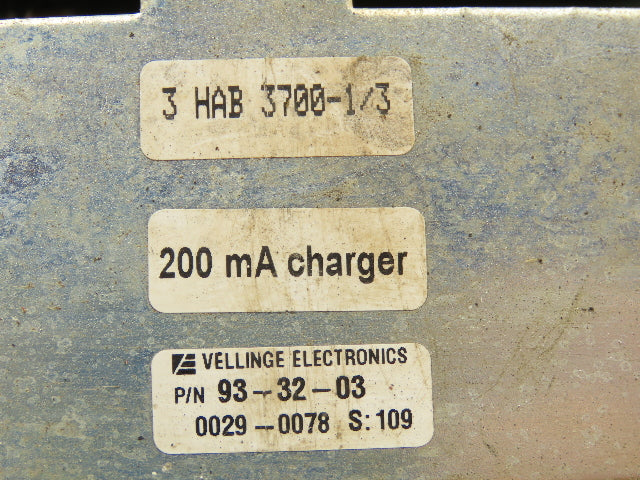 3 HAB 3700-1/3
200 mA charger
VELLINGE ELECTRONICS
P/N 93-32-03
0029-0078 S: 109